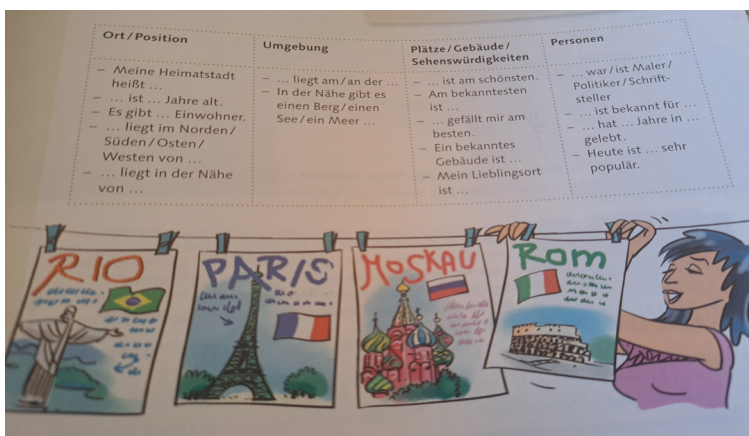 Ort / Position
– Meine Heimatstadt
heißt ...
– ... ist ... Jahre alt.
– Es gibt ... Einwohner.
– ... liegt im Norden /
Süden / Osten /
Westen von ...
– ... liegt in der Nähe
von ...
Umgebung
– ... liegt am / an der ...
– In der Nähe gibt es
einen Berg / einen
See / ein Meer ...
Plätze / Gebäude /
Sehenswürdigkeiten
– ... ist am schönsten.
– Am bekanntesten
ist ...
– ... gefällt mir am
besten.
– Ein bekanntes
Gebäude ist ...
– Mein Lieblingsort
ist ...
Personen
– ... war / ist Maler /
Politiker / Schrift-
steller
– ... ist bekannt für ...
– ... hat ... Jahre in ...
gelebt.
– Heute ist ... sehr
populär.
RIO
PARIS
MOSKAU
ROM